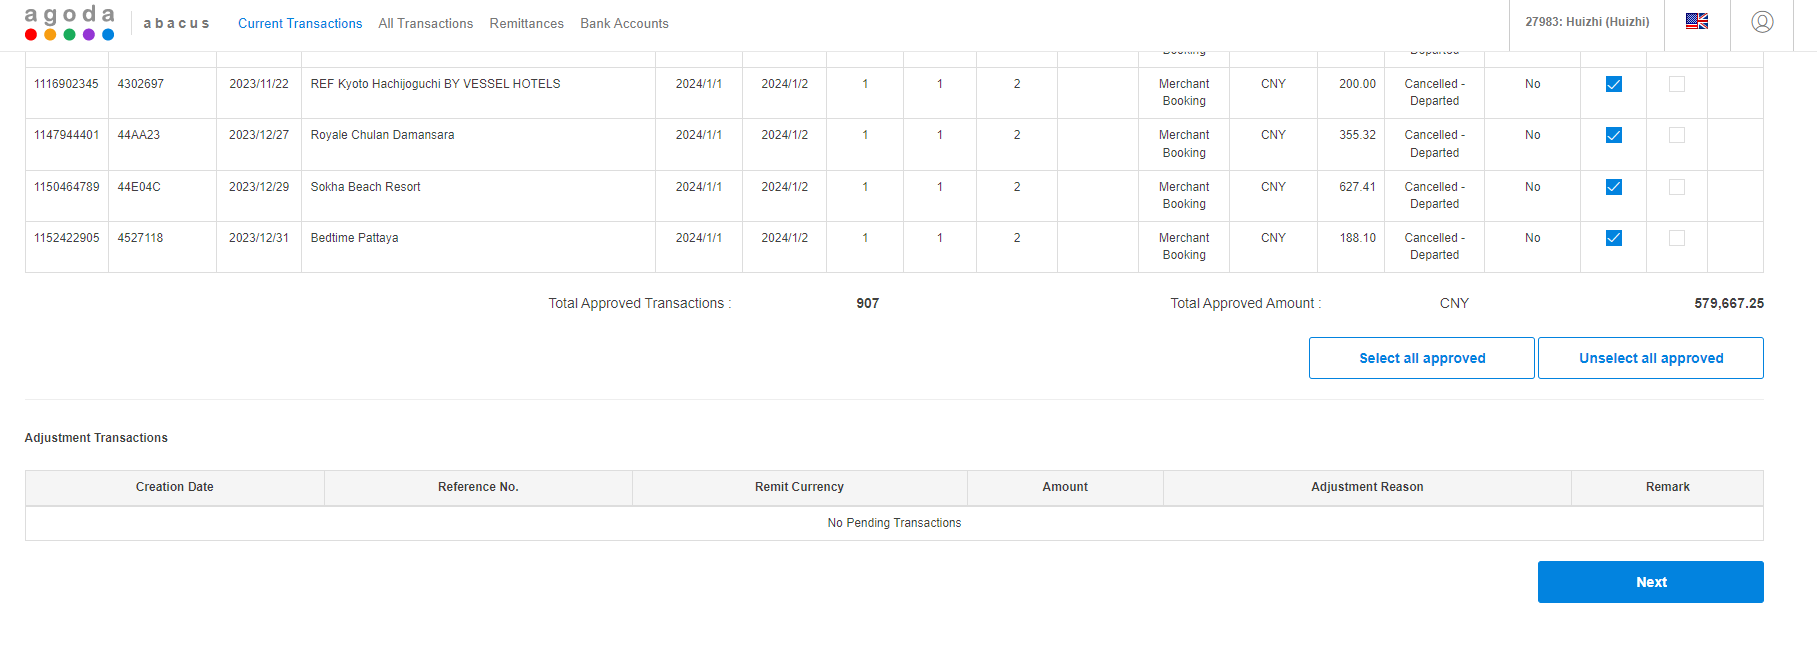 agoda abacus Current Transactions All Transactions Remittances Bank Accounts 27983: Huizhi (Huizhi)
1116902345 4302697 2023/11/22 REF Kyoto Hachijoguchi BY VESSEL HOTELS 2024/1/1 2024/1/2 1 1 2 Merchant Booking CNY 200.00 Cancelled - Departed No
1147944401 44AA23 2023/12/27 Royale Chulan Damansara 2024/1/1 2024/1/2 1 1 2 Merchant Booking CNY 355.32 Cancelled - Departed No
1150464789 44E04C 2023/12/29 Sokha Beach Resort 2024/1/1 2024/1/2 1 1 2 Merchant Booking CNY 627.41 Cancelled - Departed No
1152422905 4527118 2023/12/31 Bedtime Pattaya 2024/1/1 2024/1/2 1 1 2 Merchant Booking CNY 188.10 Cancelled - Departed No
Total Approved Transactions : 907 Total Approved Amount : CNY 579,667.25
Select all approved Unselect all approved
Adjustment Transactions
Creation Date Reference No. Remit Currency Amount Adjustment Reason Remark
No Pending Transactions
Next